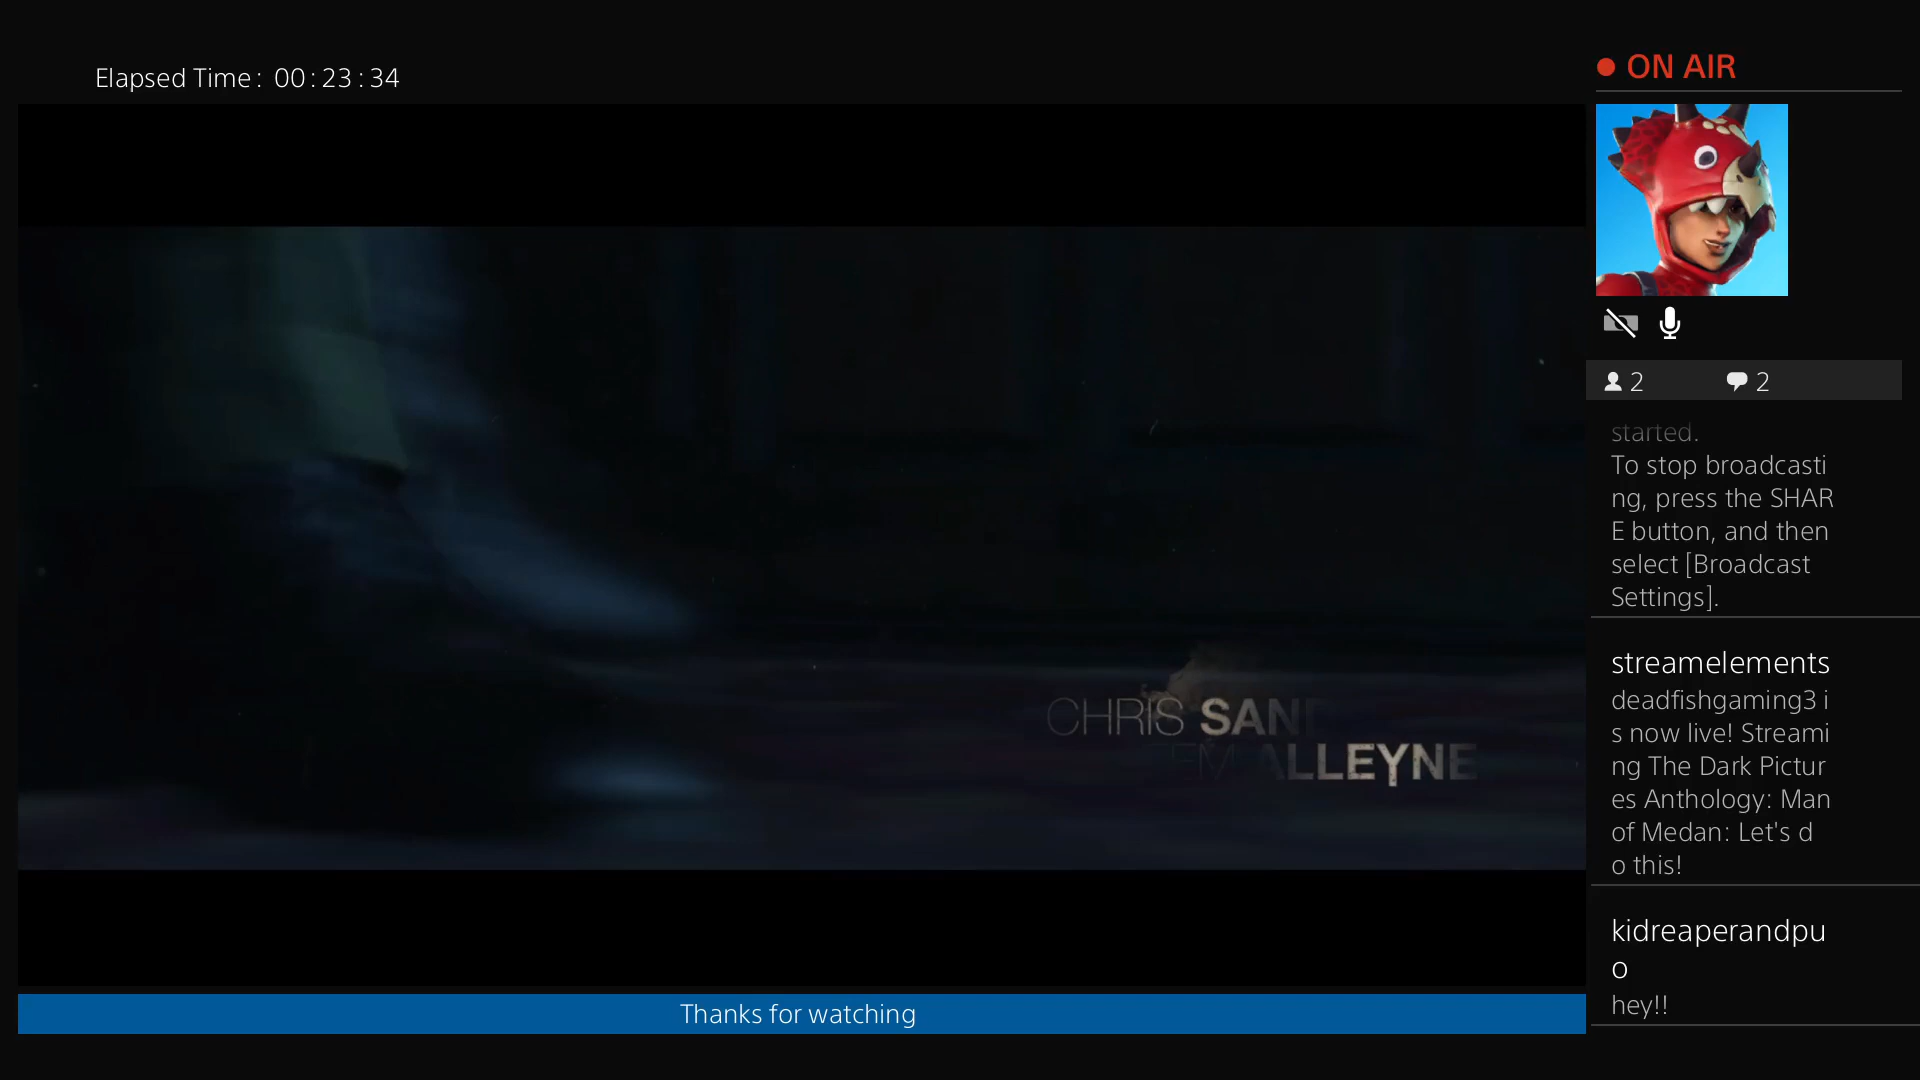 Elapsed Time: 00:23:34
ON AIR
2 2
started.
To stop broadcasti
ng, press the SHAR
E button, and then
select [Broadcast
Settings].
streamelements
deadfishgaming3 i
s now live! Streami
ng The Dark Pictur
es Anthology: Man
of Medan: Let's d
o this!
kidreaperandpu
o
hey!!
CHRIS SAN
ALLEYNE
Thanks for watching